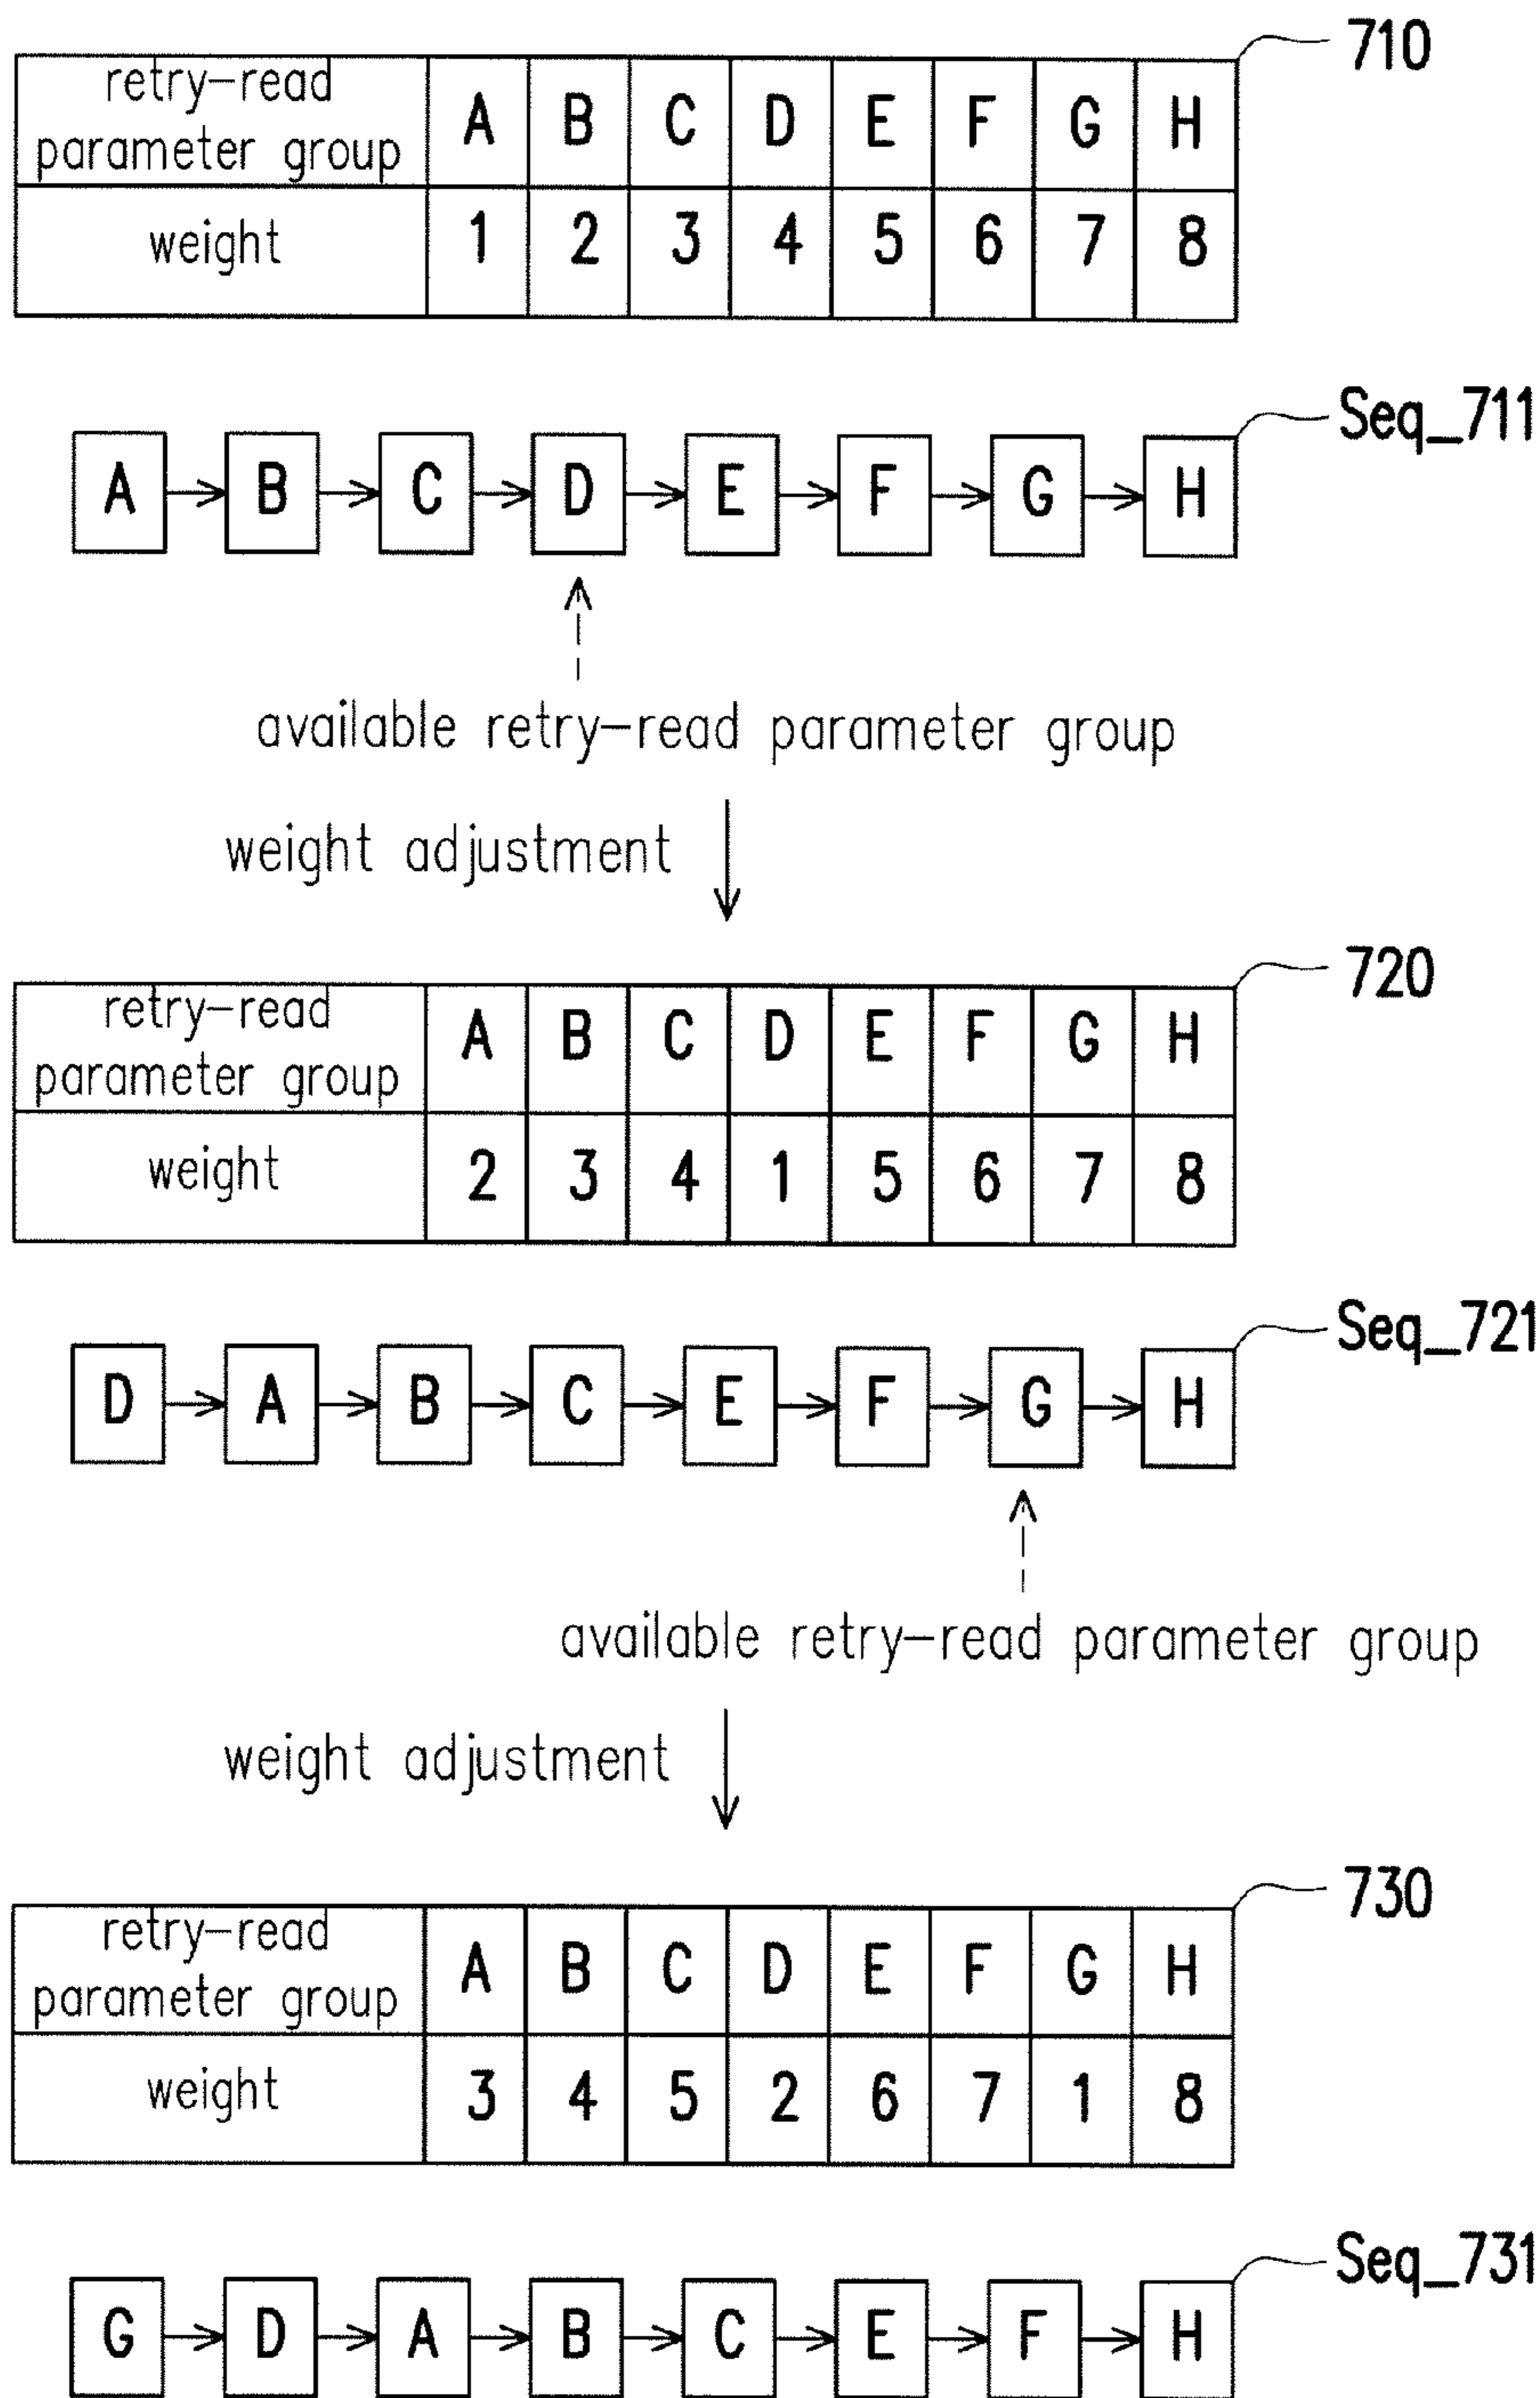 710
retry-read
parameter group A B C D E F G H
weight 1 2 3 4 5 6 7 8
Seq_711
A B C D E F G H
available retry-read parameter group
weight adjustment
720
retry-read
parameter group A B C D E F G H
weight 2 3 4 1 5 6 7 8
Seq_721
D A B C E F G H
available retry-read parameter group
weight adjustment
730
retry-read
parameter group A B C D E F G H
weight 3 4 5 2 6 7 1 8
Seq_731
G D A B C E F H